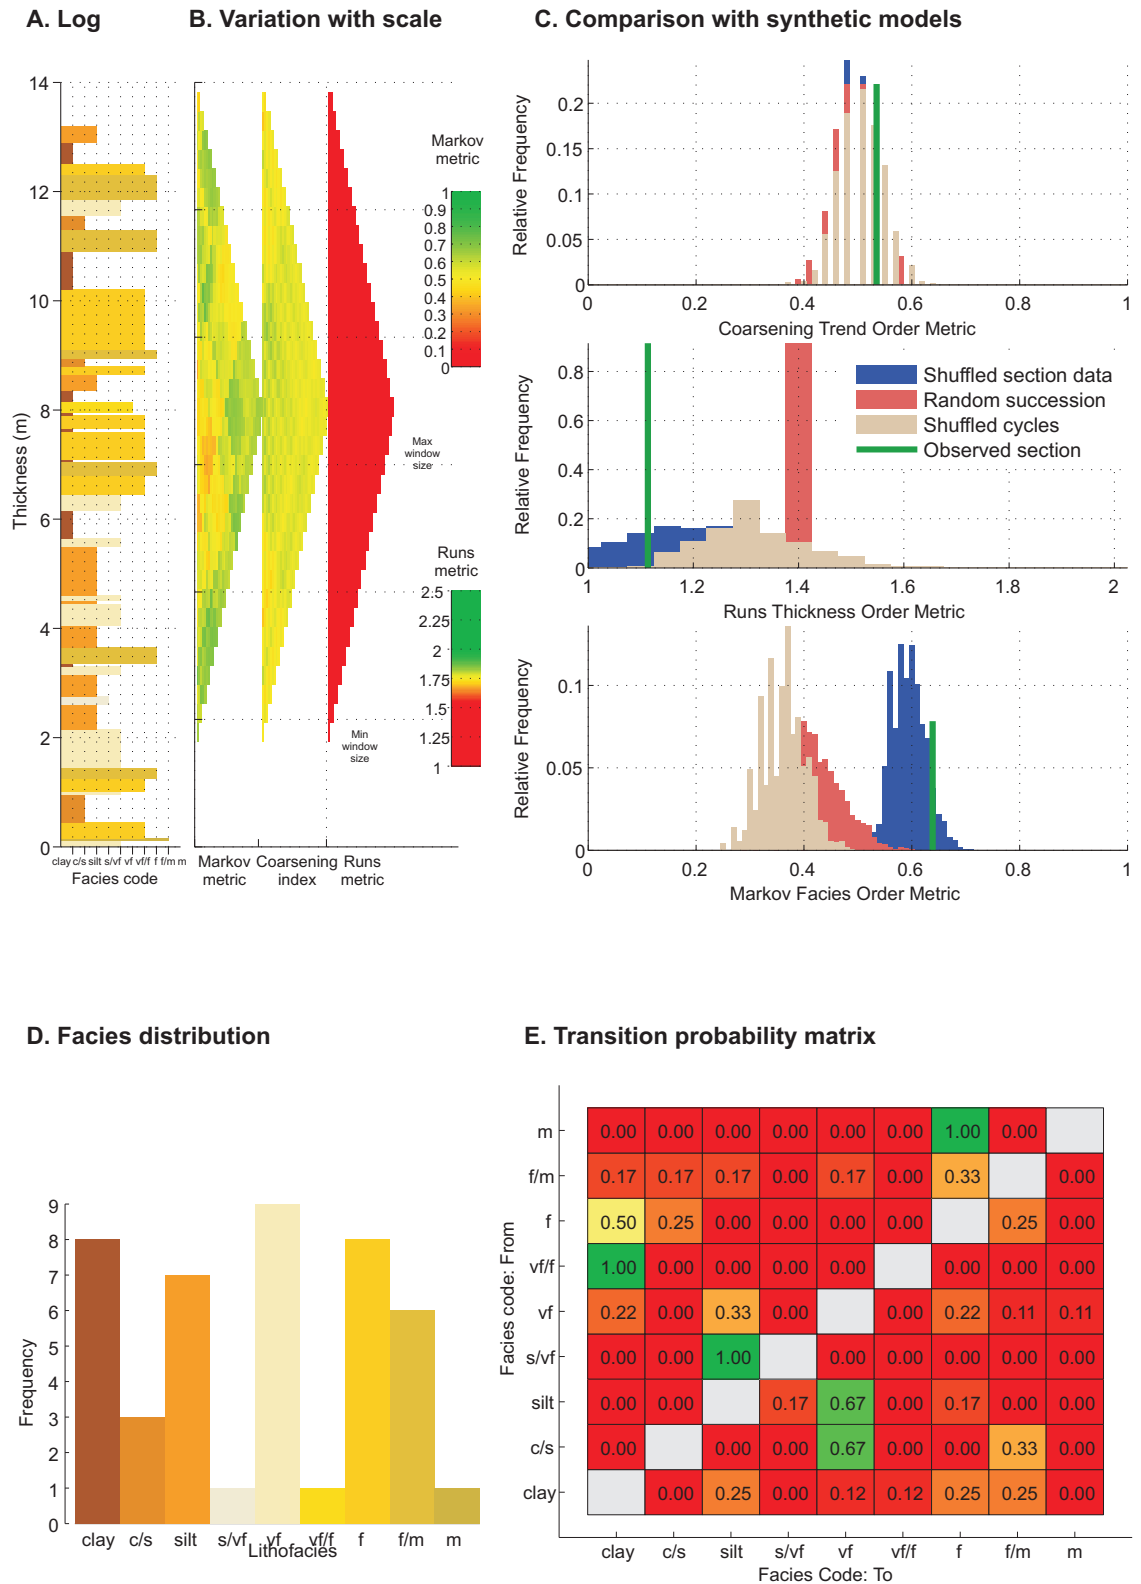 A. Log
B. Variation with scale
C. Comparison with synthetic models
14
12
10
8
6
4
2
0
Thickness (m)
clay c/s silt s/vf vf vf/f f f/m m
Facies code
Markov
metric
1
0.9
0.8
0.7
0.6
0.5
0.4
0.3
0.2
0.1
0
Max
window
size
Runs
metric
2.5
2.25
2
1.75
1.5
1.25
1
Min
window
size
Markov
metric
Coarsening
index
Runs
metric
Relative Frequency
0.2
0.15
0.1
0.05
0
0 0.2 0.4 0.6 0.8 1
Coarsening Trend Order Metric
Relative Frequency
0.8
0.6
0.4
0.2
0
Shuffled section data
Random succession
Shuffled cycles
Observed section
1 1.2 1.4 1.6 1.8 2
Runs Thickness Order Metric
Relative Frequency
0.1
0.05
0
0 0.2 0.4 0.6 0.8 1
Markov Facies Order Metric
D. Facies distribution
Frequency
9
8
7
6
5
4
3
2
1
0
clay c/s silt s/vf vf vf/f f f/m m
Lithofacies
E. Transition probability matrix
Facies code: From
m 0.00 0.00 0.00 0.00 0.00 0.00 1.00 0.00
f/m 0.17 0.17 0.17 0.00 0.17 0.00 0.33 0.00
f 0.50 0.25 0.00 0.00 0.00 0.00 0.25 0.00
vf/f 1.00 0.00 0.00 0.00 0.00 0.00 0.00 0.00
vf 0.22 0.00 0.33 0.00 0.00 0.22 0.11 0.11
s/vf 0.00 0.00 1.00 0.00 0.00 0.00 0.00 0.00
silt 0.00 0.00 0.17 0.67 0.00 0.17 0.00 0.00
c/s 0.00 0.00 0.00 0.67 0.00 0.00 0.33 0.00
clay 0.00 0.25 0.00 0.12 0.12 0.25 0.25 0.00
clay c/s silt s/vf vf vf/f f f/m m
Facies Code: To